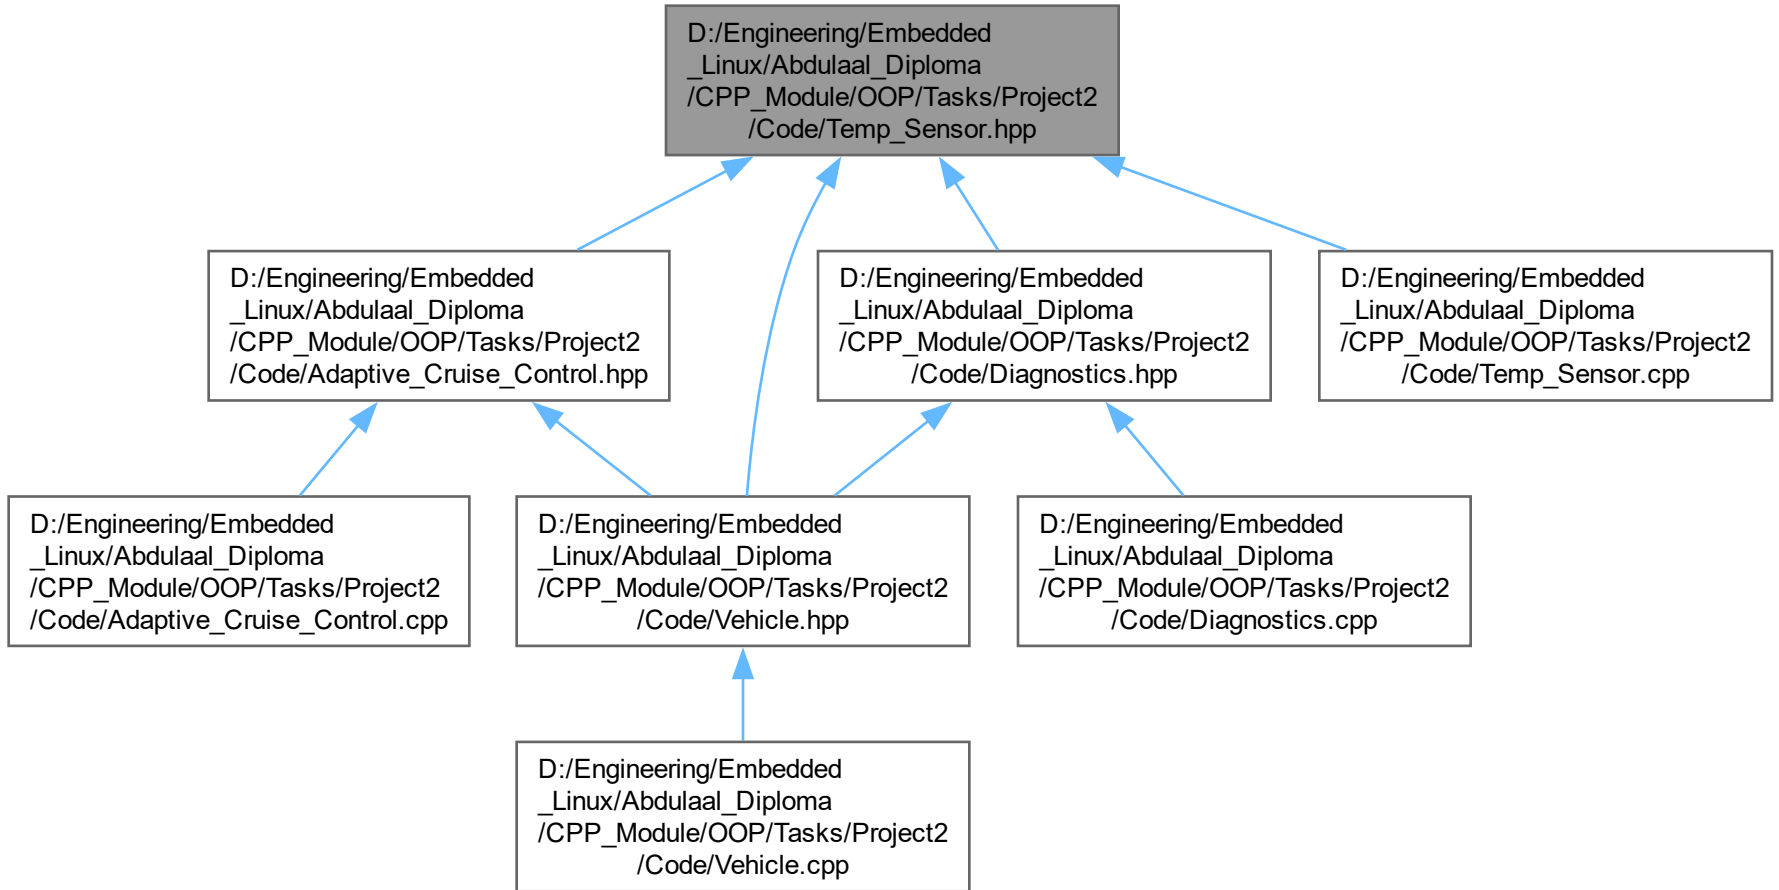 D:/Engineering/Embedded
_Linux/Abdulaal_Diploma
/CPP_Module/OOP/Tasks/Project2
/Code/Temp_Sensor.hpp
D:/Engineering/Embedded
_Linux/Abdulaal_Diploma
/CPP_Module/OOP/Tasks/Project2
/Code/Adaptive_Cruise_Control.hpp
D:/Engineering/Embedded
_Linux/Abdulaal_Diploma
/CPP_Module/OOP/Tasks/Project2
/Code/Diagnostics.hpp
D:/Engineering/Embedded
_Linux/Abdulaal_Diploma
/CPP_Module/OOP/Tasks/Project2
/Code/Temp_Sensor.cpp
D:/Engineering/Embedded
_Linux/Abdulaal_Diploma
/CPP_Module/OOP/Tasks/Project2
/Code/Adaptive_Cruise_Control.cpp
D:/Engineering/Embedded
_Linux/Abdulaal_Diploma
/CPP_Module/OOP/Tasks/Project2
/Code/Vehicle.hpp
D:/Engineering/Embedded
_Linux/Abdulaal_Diploma
/CPP_Module/OOP/Tasks/Project2
/Code/Diagnostics.cpp
D:/Engineering/Embedded
_Linux/Abdulaal_Diploma
/CPP_Module/OOP/Tasks/Project2
/Code/Vehicle.cpp